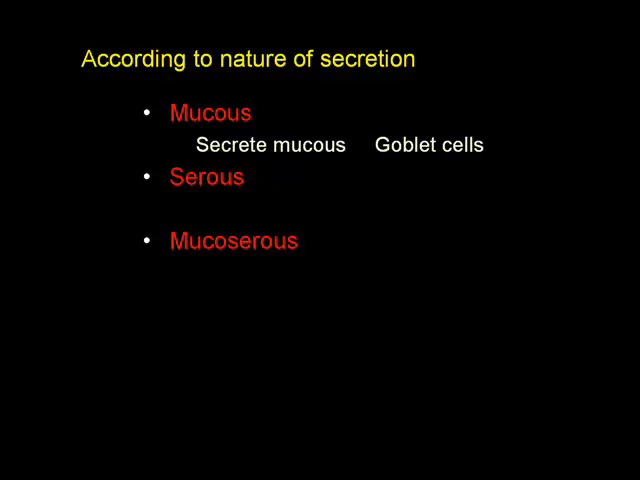 According to nature of secretion
• Mucous
Secrete mucous Goblet cells
• Serous
• Mucoserous